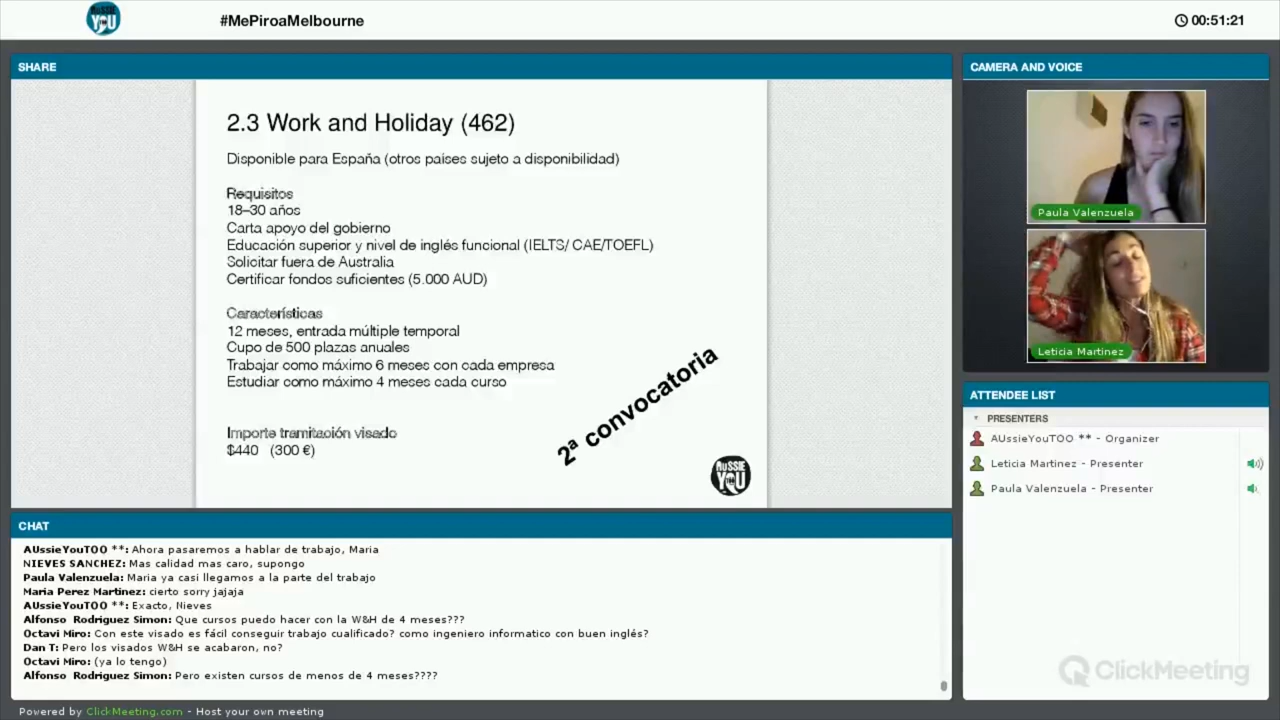 AUSSIE
YOU
#MePiroaMelbourne
00:51:21
SHARE
2.3 Work and Holiday (462)
Disponible para España (otros países sujeto a disponibilidad)
Requisitos
18–30 años
Carta apoyo del gobierno
Educación superior y nivel de inglés funcional (IELTS/ CAE/TOEFL)
Solicitar fuera de Australia
Certificar fondos suficientes (5.000 AUD)
Características
12 meses, entrada múltiple temporal
Cupo de 500 plazas anuales
Trabajar como máximo 6 meses con cada empresa
Estudiar como máximo 4 meses cada curso
Importe tramitación visado
$440 (300 €)
2ª convocatoria
AUSSIE
YOU
CHAT
AUssieYouTOO **: Ahora pasaremos a hablar de trabajo, Maria
NIEVES SANCHEZ: Mas calidad mas caro, supongo
Paula Valenzuela: Maria ya casi llegamos a la parte del trabajo
Maria Perez Martinez: cierto sorry jajaja
AUssieYouTOO **: Exacto, Nieves
Alfonso Rodriguez Simon: Que cursos puedo hacer con la W&H de 4 meses???
Octavi Miro: Con este visado es fácil conseguir trabajo cualificado? como ingeniero informatico con buen inglés?
Dan T: Pero los visados W&H se acabaron, no?
Octavi Miro: (ya lo tengo)
Alfonso Rodriguez Simon: Pero existen cursos de menos de 4 meses????
CAMERA AND VOICE
Paula Valenzuela
Leticia Martinez
ATTENDEE LIST
PRESENTERS
AUssieYouTOO ** - Organizer
Leticia Martinez - Presenter
Paula Valenzuela - Presenter
ClickMeeting
Powered by ClickMeeting.com - Host your own meeting